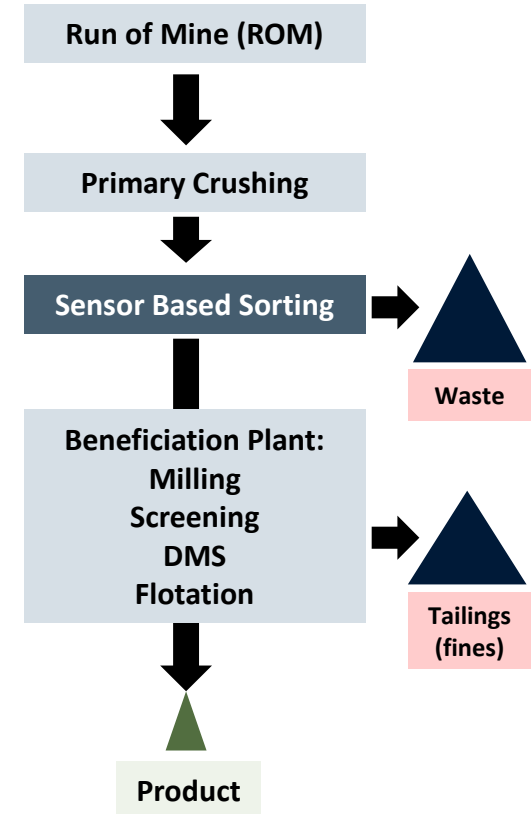 Run of Mine (ROM)
Primary Crushing
Sensor Based Sorting
Waste
Beneficiation Plant:
Milling
Screening
DMS
Flotation
Tailings
(fines)
Product